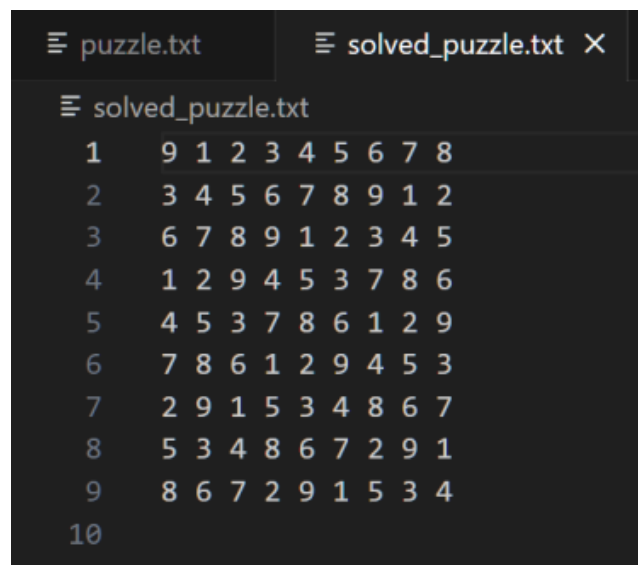 puzzle.txt solved_puzzle.txt ×
solved_puzzle.txt
1 9 1 2 3 4 5 6 7 8
2 3 4 5 6 7 8 9 1 2
3 6 7 8 9 1 2 3 4 5
4 1 2 9 4 5 3 7 8 6
5 4 5 3 7 8 6 1 2 9
6 7 8 6 1 2 9 4 5 3
7 2 9 1 5 3 4 8 6 7
8 5 3 4 8 6 7 2 9 1
9 8 6 7 2 9 1 5 3 4
10